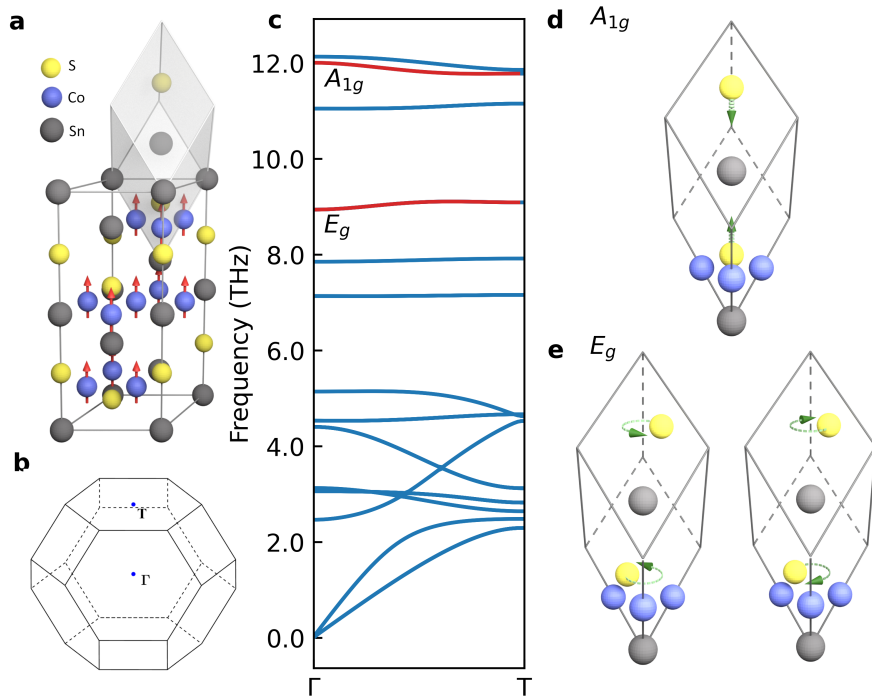 a
S
Co
Sn
b
T
Γ
c
Frequency (THz)
12.0
10.0
8.0
6.0
4.0
2.0
0.0
A1g
Eg
Γ
T
d
A1g
e
Eg